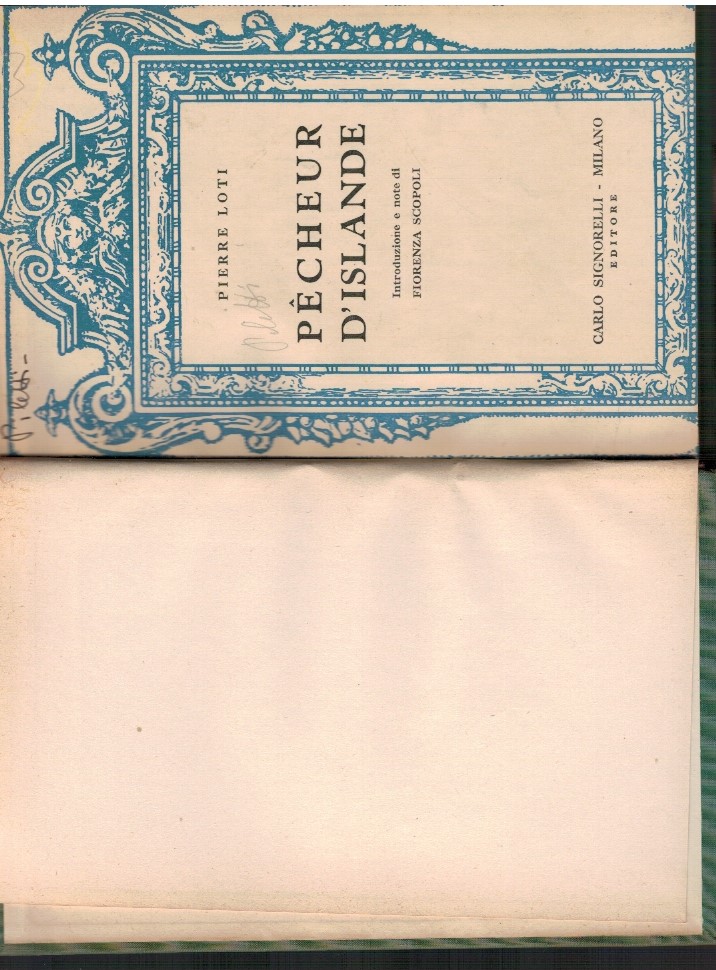 PIERRE LOTI
PÊCHEUR
D'ISLANDE
Introduzione e note di
FIORENZA SCOPOLI
CARLO SIGNORELLI - MILANO
EDITORE